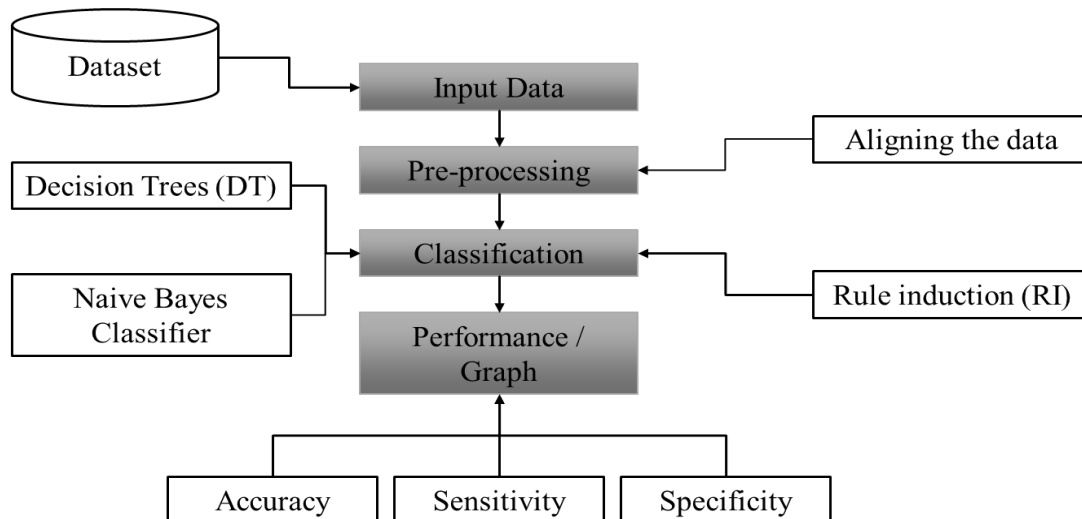 Dataset
Input Data
Aligning the data
Pre-processing
Decision Trees (DT)
Classification
Naive Bayes
Classifier
Rule induction (RI)
Performance /
Graph
Accuracy
Sensitivity
Specificity